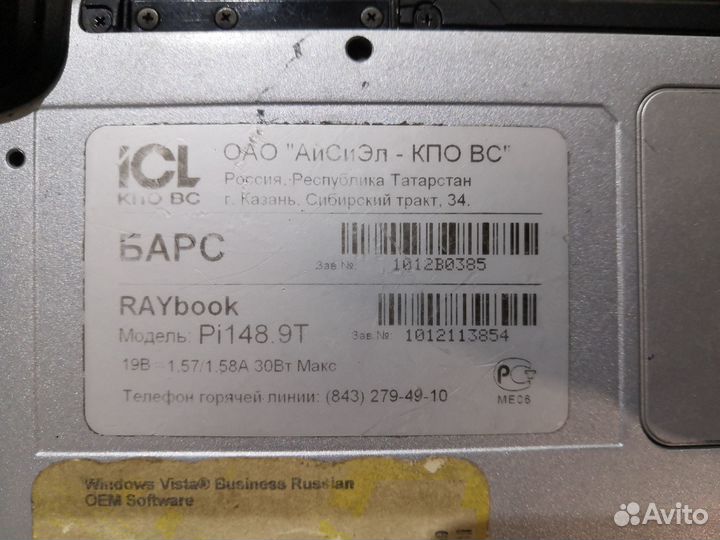 ICL
КПО ВС
ОАО "АйСиЭл - КПО ВС"
Россия, Республика Татарстан
г. Казань. Сибирский тракт, 34.
БАРС
Зав.№: 1012B0385
RAYbook
Модель: Pi148.9T
Зав.№: 1012113854
19В 1.57/1.58А 30Вт Макс
Телефон горячей линии: (843) 279-49-10
РС
МЕ06
Windows Vista® Business Russian
OEM Software
Avito